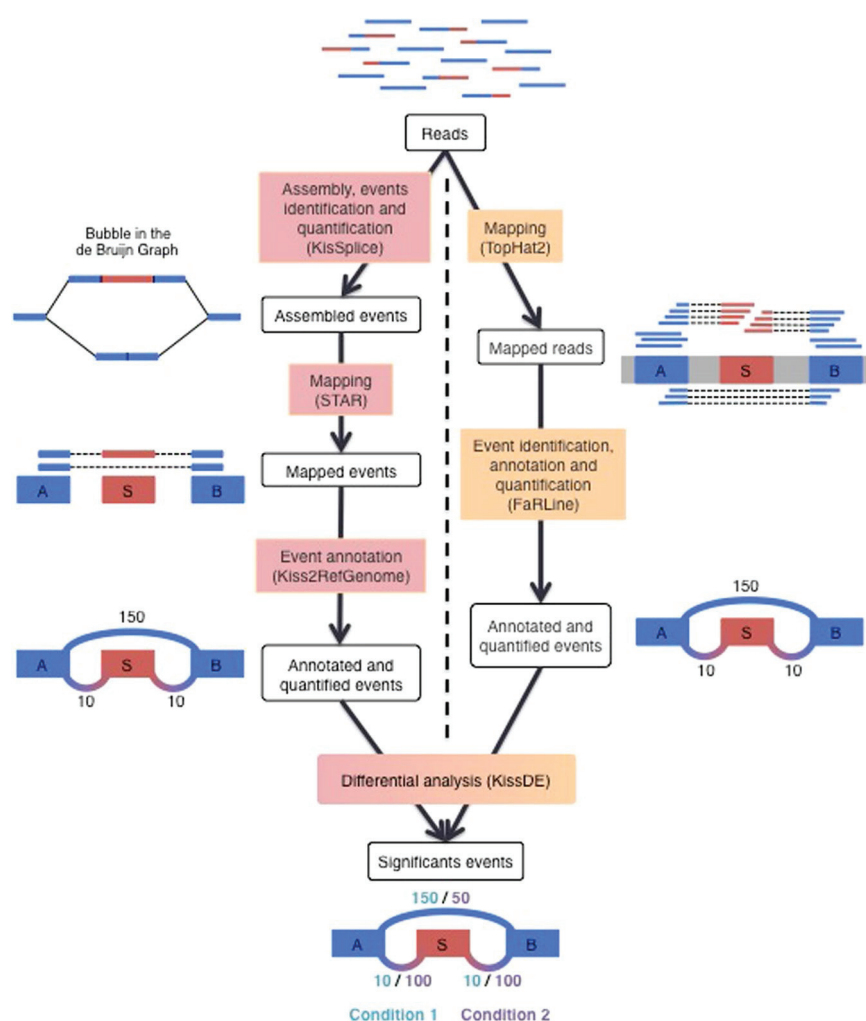 Reads
Assembly, events
identification and
quantification
(KisSplice)
Mapping
(TopHat2)
Bubble in the
de Bruijn Graph
Assembled events
Mapped reads
A S B
Mapping
(STAR)
Mapped events
A S B
Event identification,
annotation and
quantification
(FaRLine)
Event annotation
(Kiss2RefGenome)
150
A S B
10 10
Annotated and
quantified events
Annotated and
quantified events
150
A S B
10 10
Differential analysis (KissDE)
Significants events
150 / 50
A S B
10 / 100 10 / 100
Condition 1 Condition 2